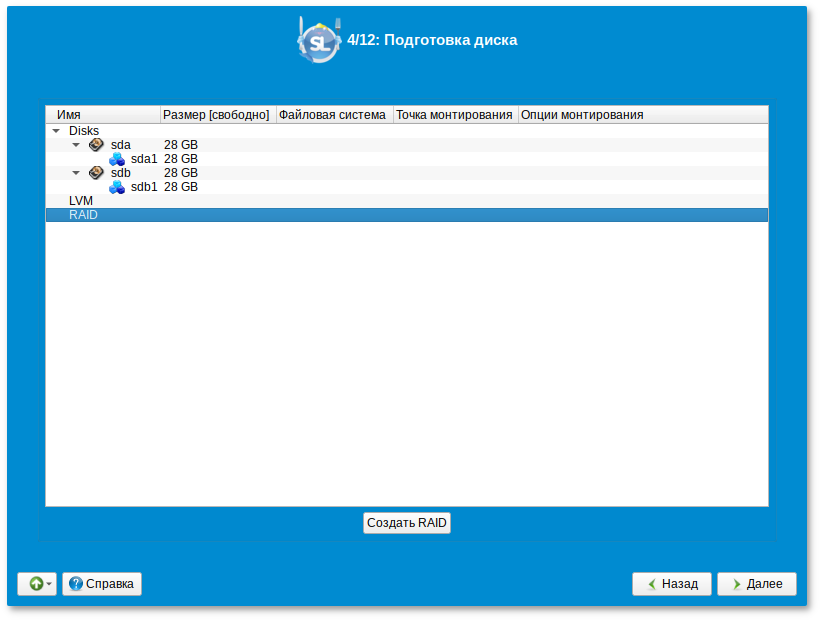 SL 4/12: Подготовка диска
Имя Размер [свободно] Файловая система Точка монтирования Опции монтирования
Disks
sda 28 GB
sda1 28 GB
sdb 28 GB
sdb1 28 GB
LVM
RAID
Создать RAID
Справка Назад Далее